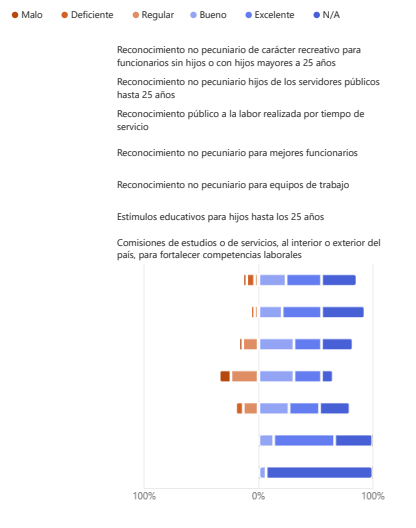 Malo Deficiente Regular Bueno Excelente N/A
Reconocimiento no pecuniario de carácter recreativo para
funcionarios sin hijos o con hijos mayores a 25 años
Reconocimiento no pecuniario hijos de los servidores públicos
hasta 25 años
Reconocimiento público a la labor realizada por tiempo de
servicio
Reconocimiento no pecuniario para mejores funcionarios
Reconocimiento no pecuniario para equipos de trabajo
Estímulos educativos para hijos hasta los 25 años
Comisiones de estudios o de servicios, al interior o exterior del
país, para fortalecer competencias laborales
100% 0% 100%